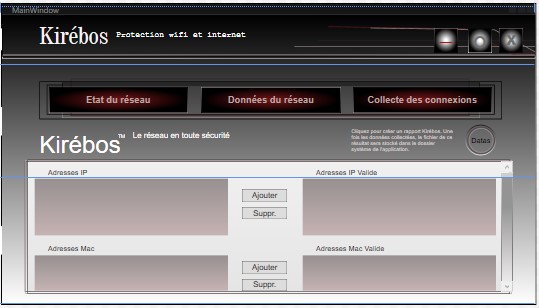 MainWindow
Kirébos Protection wifi et internet
X
Etat du réseau Données du réseau Collecte des connexions
Kirébos™ Le réseau en toute sécurité
Cliquez pour créer un rapport Kirébos. Une
fois les données collectées, le fichier de ce
résultat sera stocké dans le dossier
système de l'application.
Datas
Adresses IP Adresses IP Valide
Ajouter
Suppr.
Adresses Mac Adresses Mac Valide
Ajouter
Suppr.